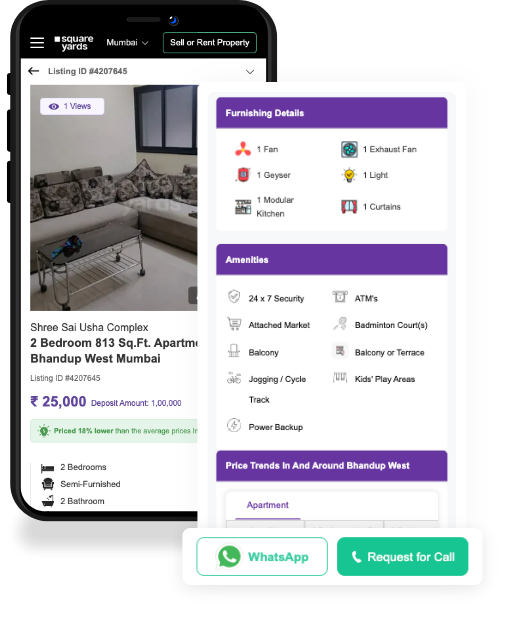 square
yards
Mumbai
Sell or Rent Property
Listing ID #4207645
1 Views
Shree Sai Usha Complex
2 Bedroom 813 Sq.Ft. Apartme
Bhandup West Mumbai
Listing ID #4207645
₹ 25,000 Deposit Amount: 1,00,000
Priced 18% lower than the average prices in
2 Bedrooms
Semi-Furnished
2 Bathroom
Furnishing Details
1 Fan
1 Exhaust Fan
1 Geyser
1 Light
1 Modular
Kitchen
1 Curtains
Amenities
24 x 7 Security
ATM's
Attached Market
Badminton Court(s)
Balcony
Balcony or Terrace
Jogging / Cycle
Track
Kids' Play Areas
Power Backup
Price Trends In And Around Bhandup West
Apartment
WhatsApp
Request for Call